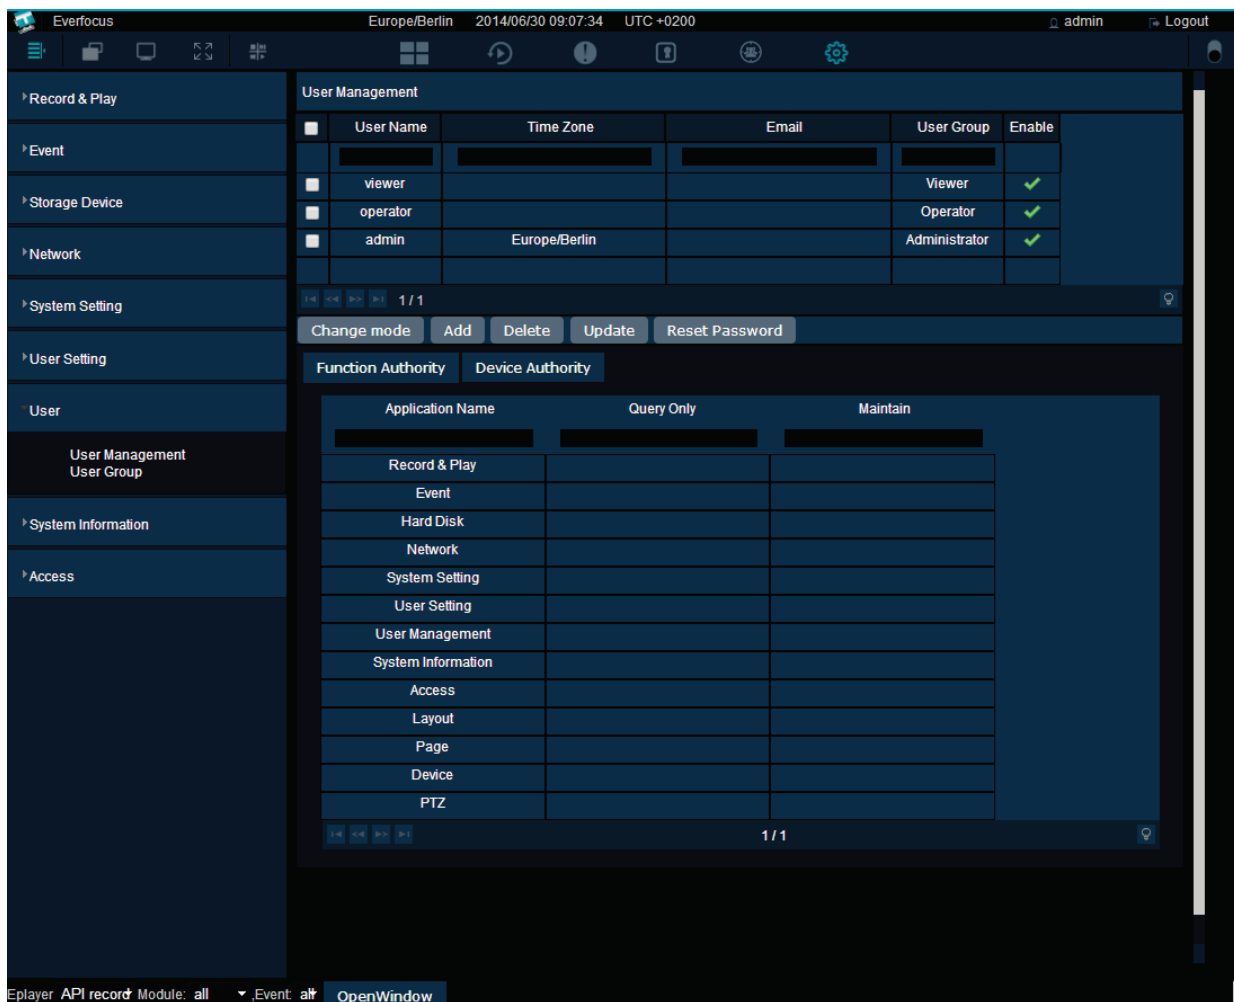 Everfocus Europe/Berlin 2014/06/30 09:07:34 UTC +0200 admin Logout
Record & Play
Event
Storage Device
Network
System Setting
User Setting
User
User Management
User Group
System Information
Access
User Management
User Name Time Zone Email User Group Enable
viewer Viewer
operator Operator
admin Europe/Berlin Administrator
1 / 1
Change mode Add Delete Update Reset Password
Function Authority Device Authority
Application Name Query Only Maintain
Record & Play
Event
Hard Disk
Network
System Setting
User Setting
User Management
System Information
Access
Layout
Page
Device
PTZ
1 / 1
Eplayer API record Module: all ,Event: all OpenWindow